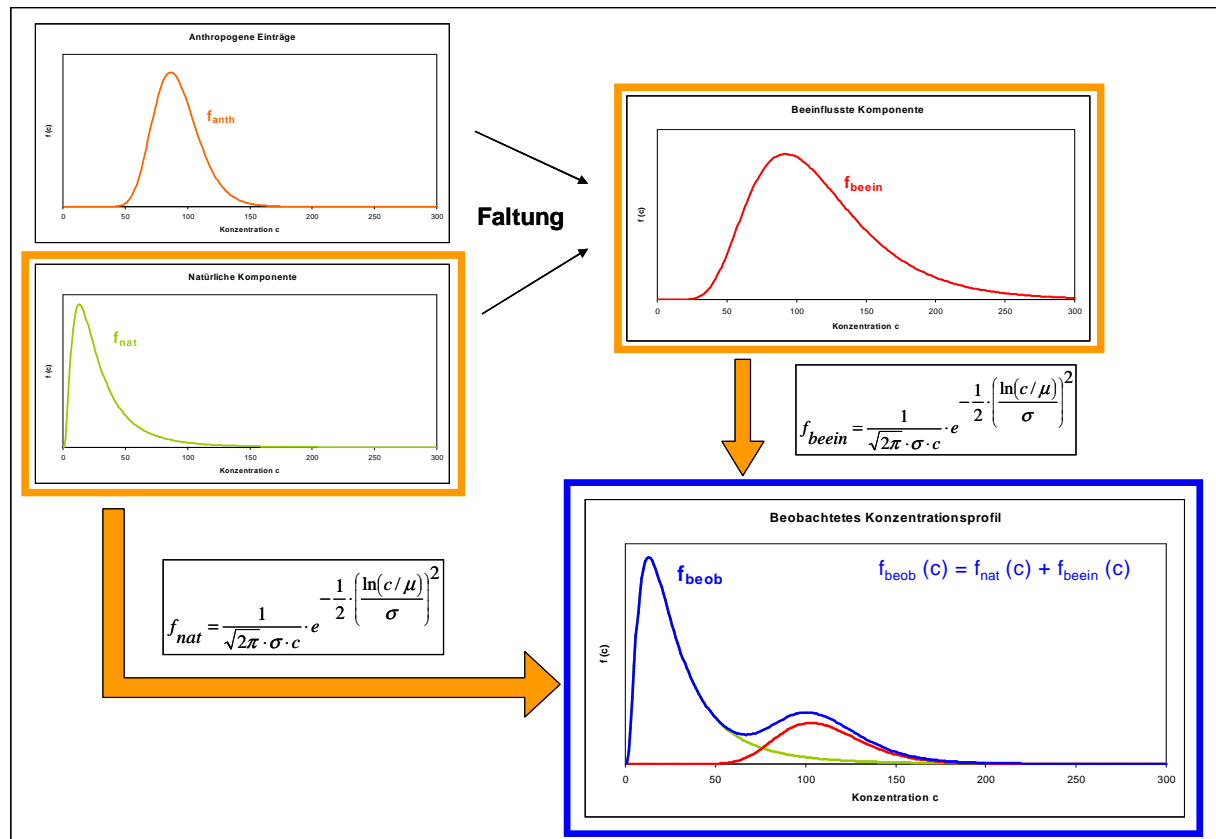 Anthropogene Einträge
f (c)
f_anth
0 50 100 150 200 250 300
Konzentration c
Natürliche Komponente
f (c)
f_nat
0 50 100 150 200 250 300
Konzentration c
Faltung
Beeinflusste Komponente
f (c)
f_beein
0 50 100 150 200 250 300
Konzentration c
f_beein = 1/(√(2π)·σ·c) · e^(-1/2·(ln(c/μ)/σ)^2)
f_nat = 1/(√(2π)·σ·c) · e^(-1/2·(ln(c/μ)/σ)^2)
Beobachtetes Konzentrationsprofil
f (c)
f_beob
f_beob (c) = f_nat (c) + f_beein (c)
0 50 100 150 200 250 300
Konzentration c